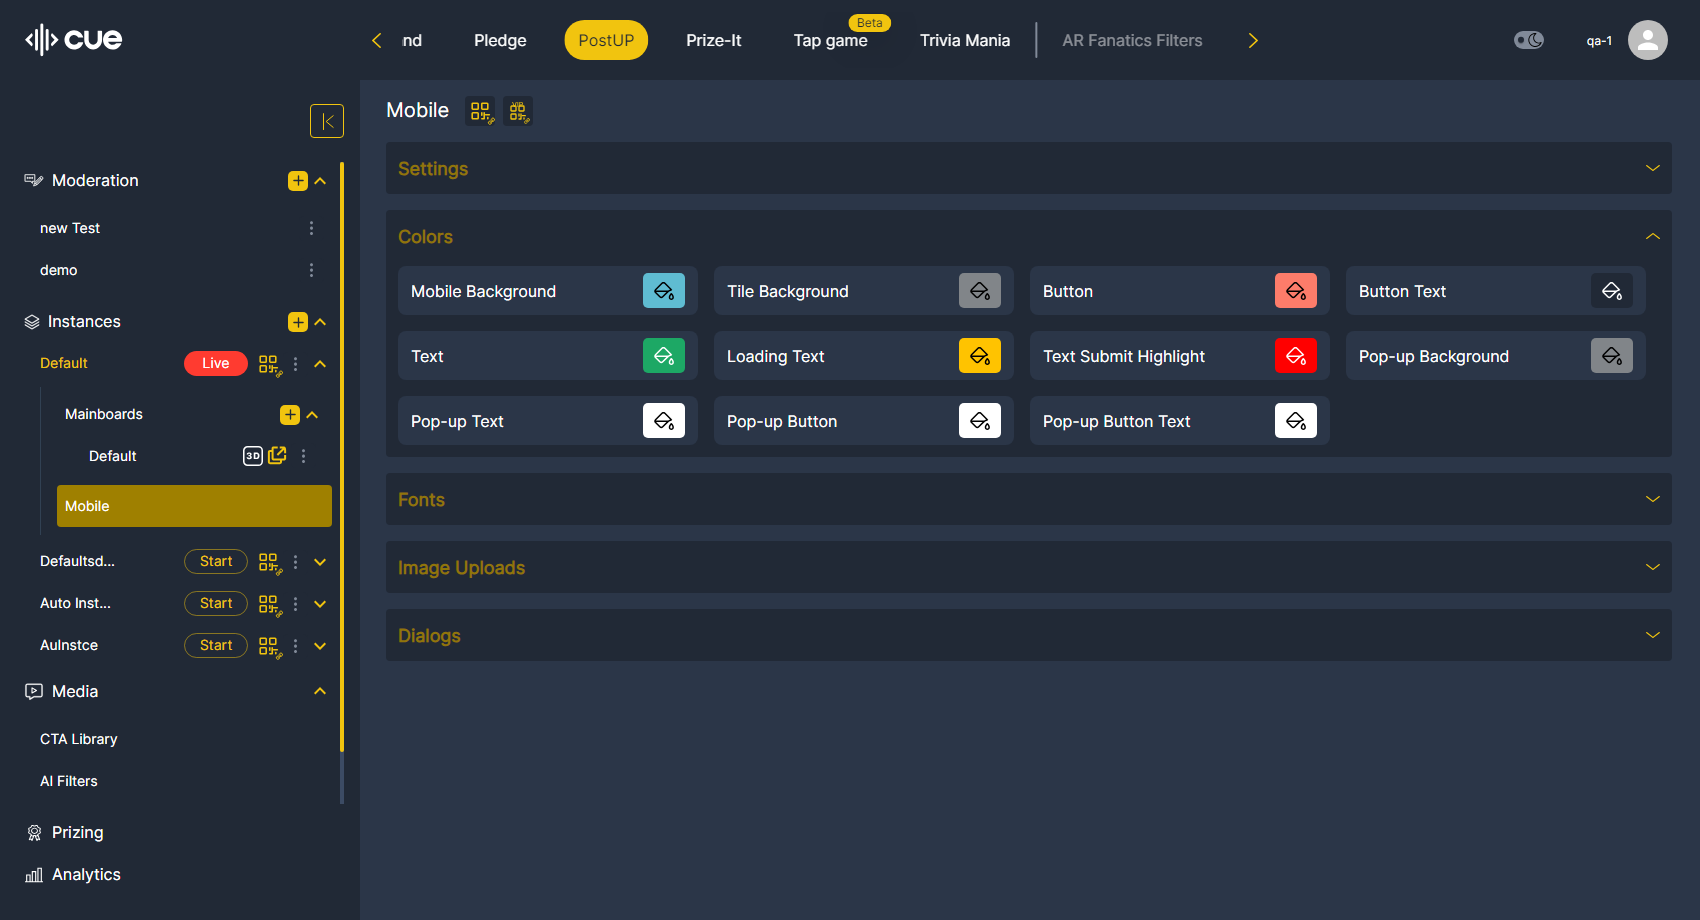 cue
nd
Pledge
PostUP
Prize-It
Beta
Tap game
Trivia Mania
AR Fanatics Filters
qa-1
Moderation
new Test
demo
Instances
Default
Live
Mainboards
Default
3D
Mobile
Defaultsd...
Start
Auto Inst...
Start
AuInstce
Start
Media
CTA Library
AI Filters
Prizing
Analytics
Mobile
Settings
Colors
Mobile Background
Tile Background
Button
Button Text
Text
Loading Text
Text Submit Highlight
Pop-up Background
Pop-up Text
Pop-up Button
Pop-up Button Text
Fonts
Image Uploads
Dialogs